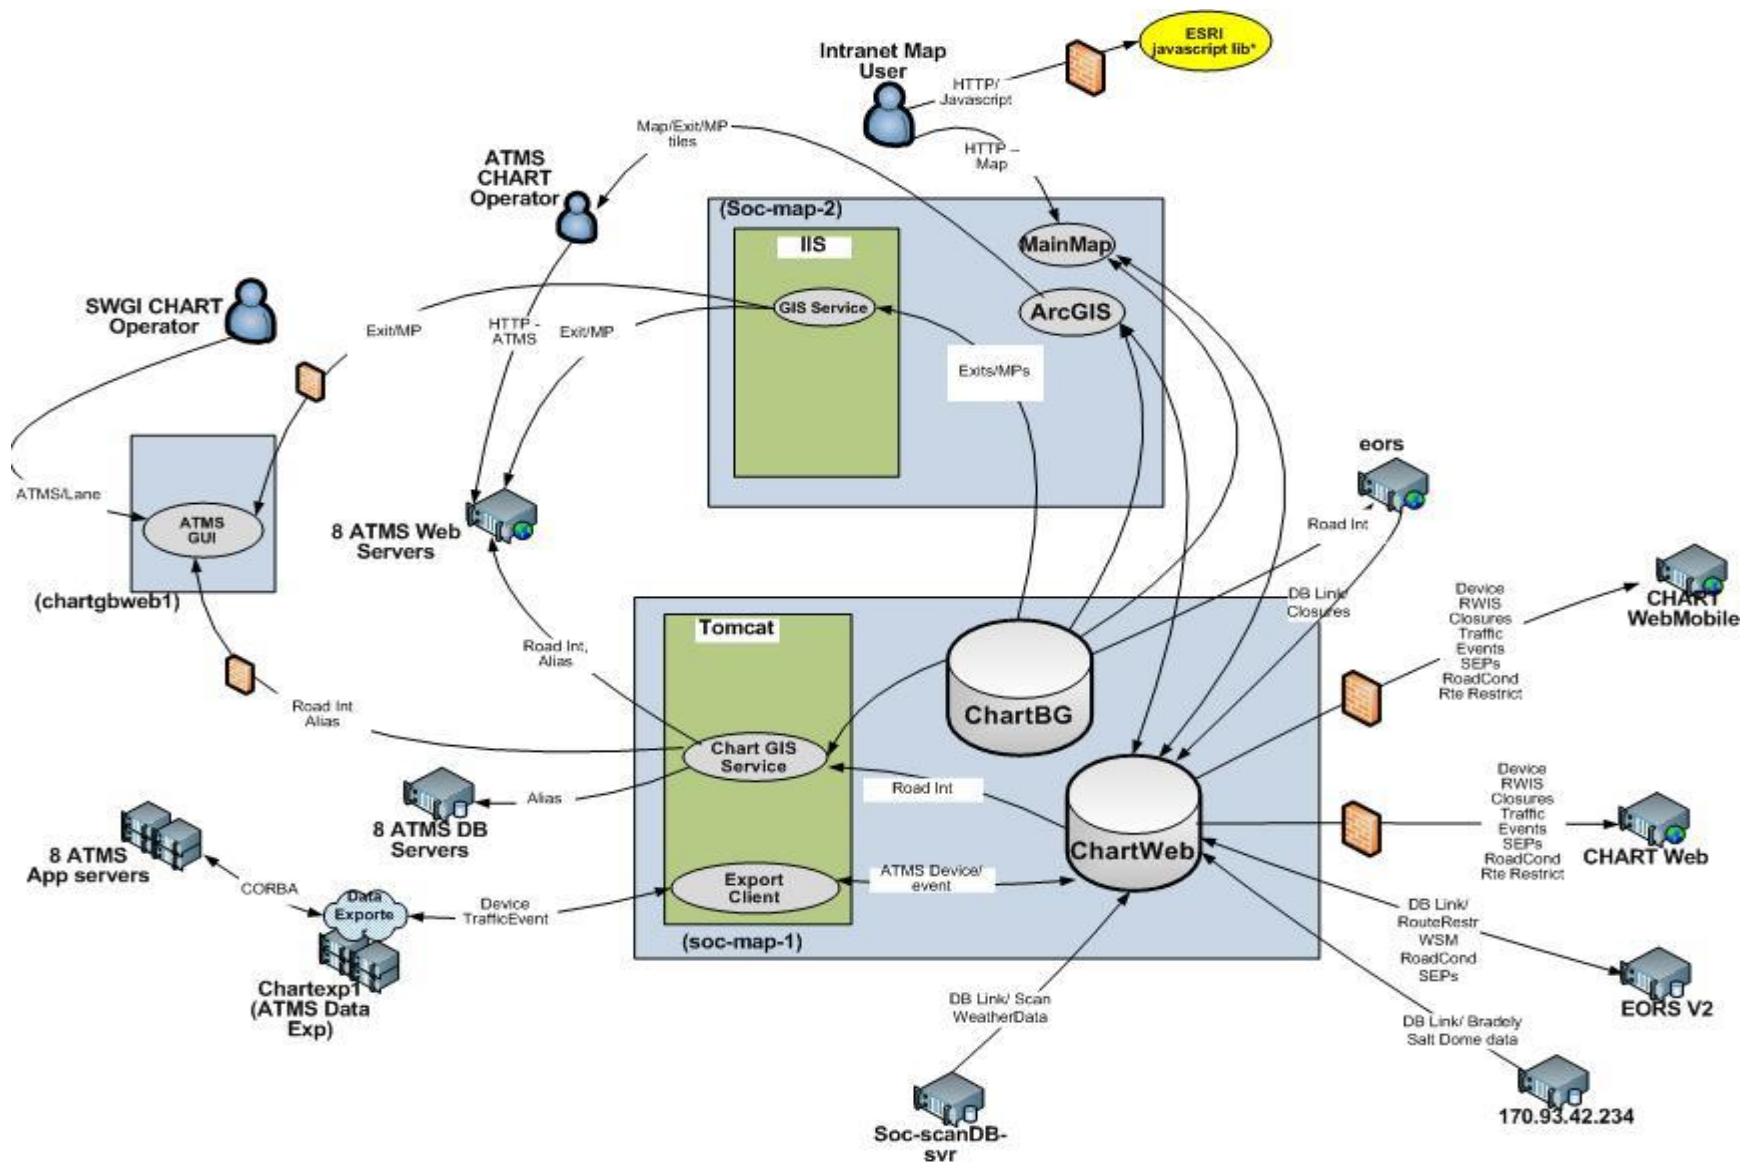 ESRI
javascript lib*
Intranet Map
User
HTTP/
Javascript
Map/Exit/MP
tiles
HTTP –
Map
ATMS
CHART
Operator
(Soc-map-2)
IIS
MainMap
GIS Service
ArcGIS
SWGI CHART
Operator
Exit/MP
HTTP -
ATMS
Exit/MP
Exits/MPs
eors
ATMS/Lane
ATMS
GUI
8 ATMS Web
Servers
Road Int
(chartgbweb1)
DB Link/
Closures
Device
RWIS
Closures
Traffic
Events
SEPs
RoadCond
Rte Restrict
CHART
WebMobile
Tomcat
Road Int,
Alias
ChartBG
Road Int
Alias
Chart GIS
Service
Road Int
Alias
8 ATMS DB
Servers
ChartWeb
Device
RWIS
Closures
Traffic
Events
SEPs
RoadCond
Rte Restrict
CHART Web
8 ATMS
App servers
CORBA
Data
Exporte
Device
TrafficEvent
Export
Client
ATMS Device/
event
(soc-map-1)
DB Link/
RouteRestr
WSM
RoadCond
SEPs
EORS V2
Chartexp1
(ATMS Data
Exp)
DB Link/ Scan
WeatherData
DB Link/ Bradely
Salt Dome data
170.93.42.234
Soc-scanDB-
svr